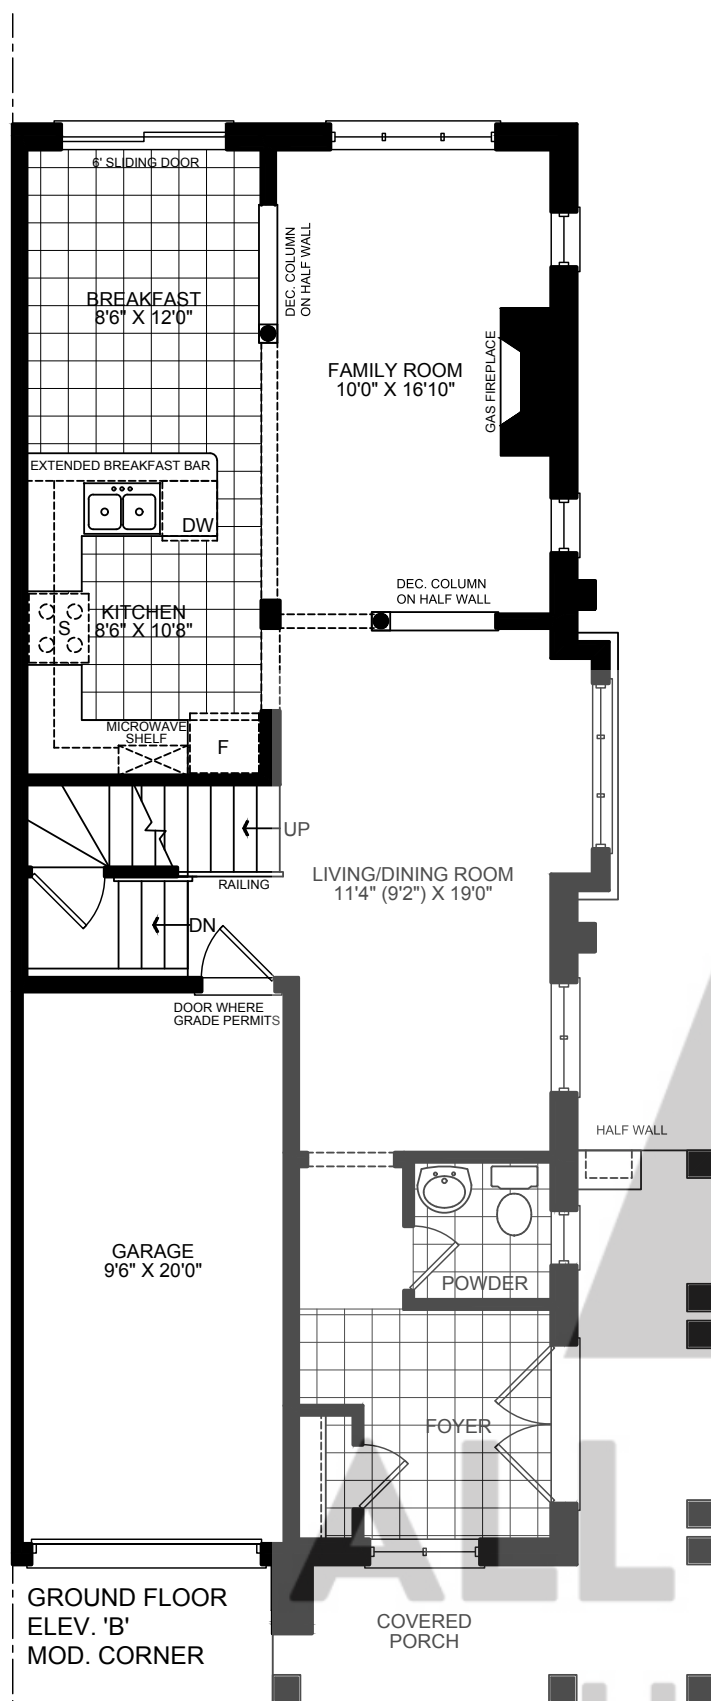 6' SLIDING DOOR
DEC. COLUMN
ON HALF WALL
BREAKFAST
8'6" X 12'0"
FAMILY ROOM
10'0" X 16'10"
GAS FIREPLACE
EXTENDED BREAKFAST BAR
DW
DEC. COLUMN
ON HALF WALL
KITCHEN
8'6" X 10'8"
S
MICROWAVE
SHELF
F
UP
LIVING/DINING ROOM
11'4" (9'2") X 19'0"
RAILING
DN
DOOR WHERE
GRADE PERMITS
HALF WALL
GARAGE
9'6" X 20'0"
POWDER
FOYER
ALL
GROUND FLOOR
ELEV. 'B'
MOD. CORNER
COVERED
PORCH